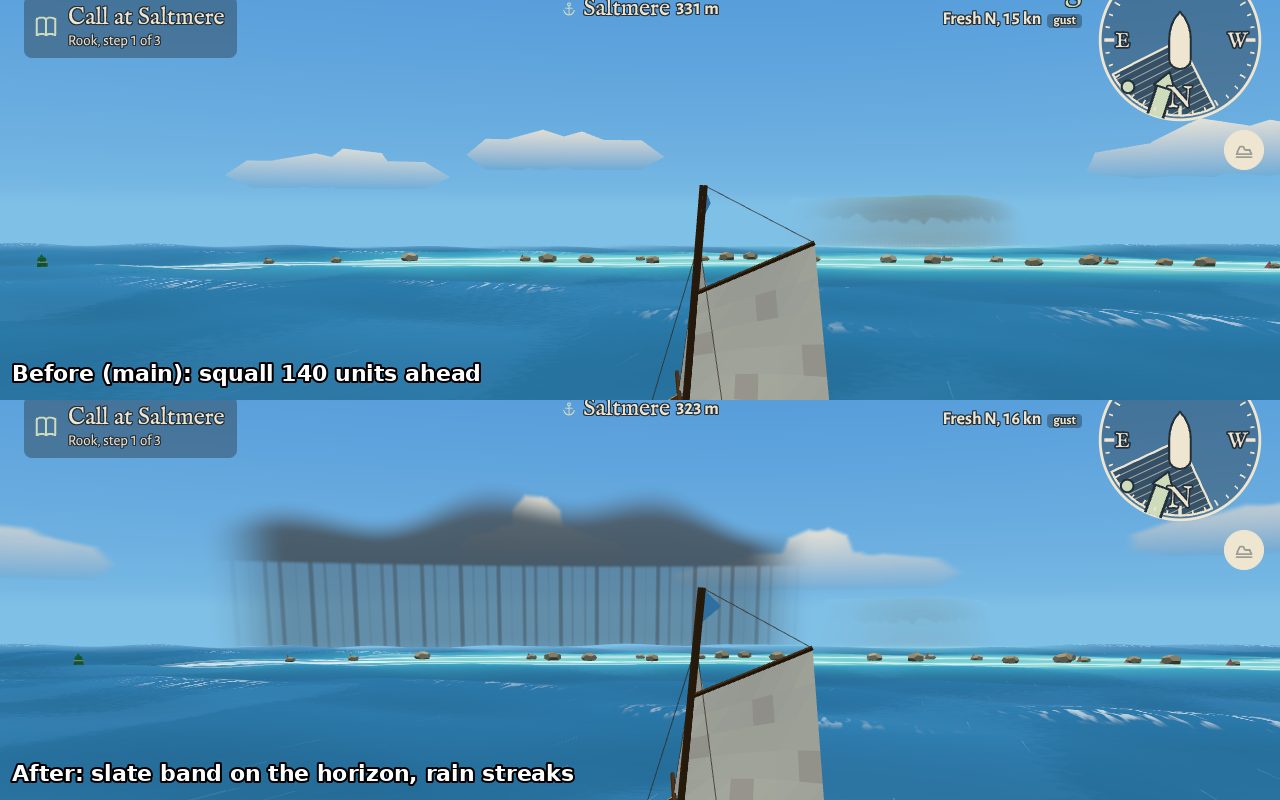 Call at Saltmere
Rook, step 1 of 3
Saltmere 331 m
Fresh N, 15 kn gust
E W
N
Before (main): squall 140 units ahead
Call at Saltmere
Rook, step 1 of 3
Saltmere 323 m
Fresh N, 16 kn gust
E W
N
After: slate band on the horizon, rain streaks